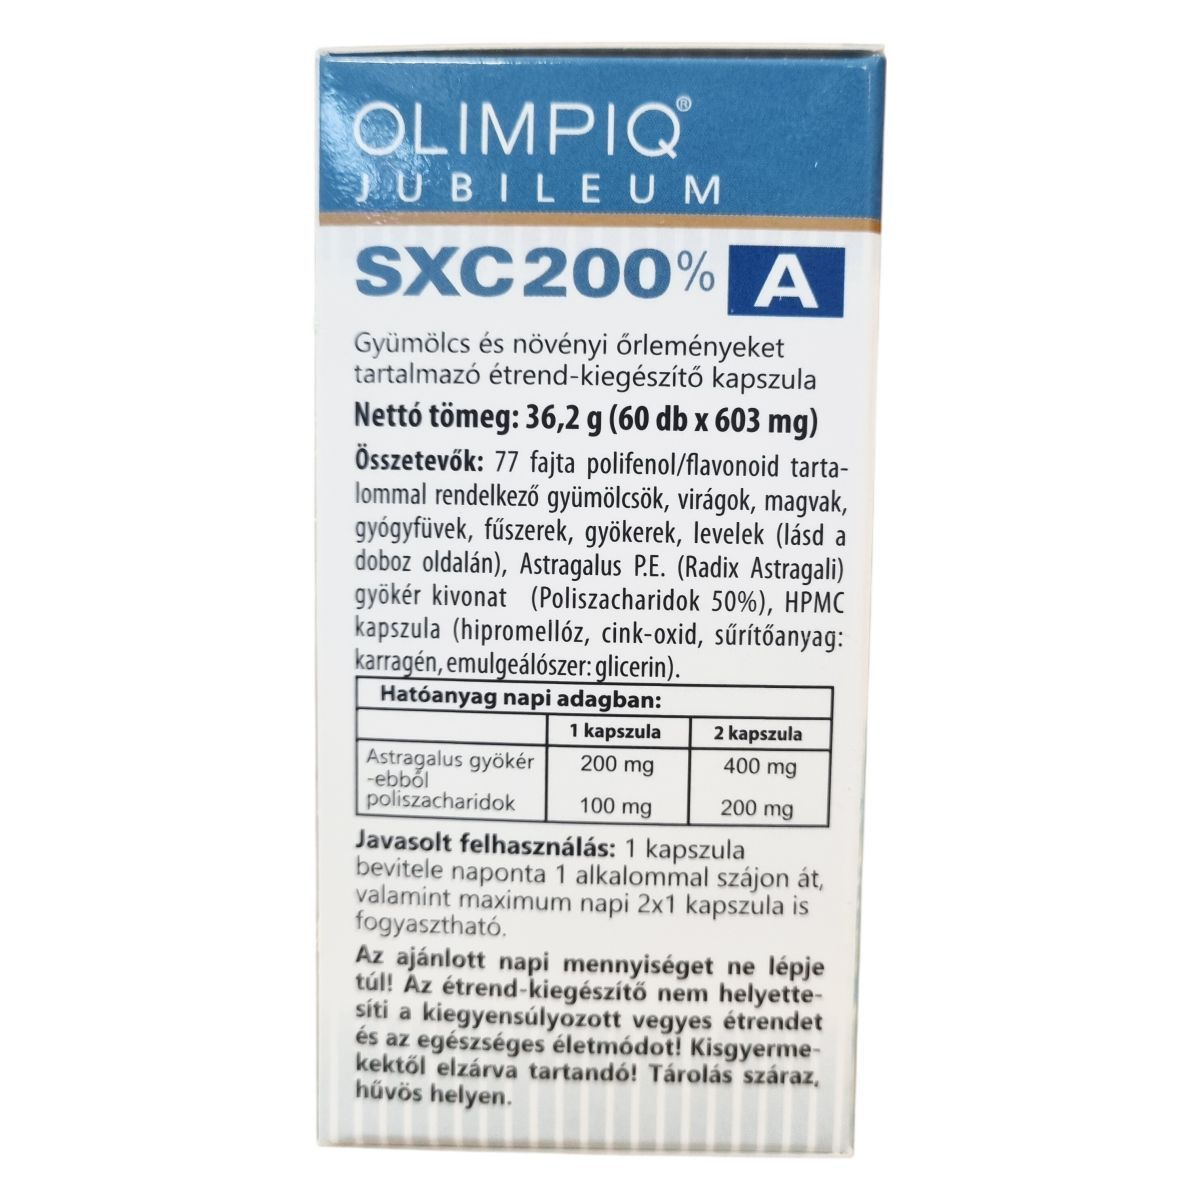 OLIMPIQ®
JUBILEUM
SXC200% A
Gyümölcs és növényi őrleményeket
tartalmazó étrend-kiegészítő kapszula
Nettó tömeg: 36,2 g (60 db x 603 mg)
Összetevők: 77 fajta polifenol/flavonoid tarta-
lommal rendelkező gyümölcsök, virágok, magvak,
gyógyfüvek, fűszerek, gyökerek, levelek (lásd a
doboz oldalán), Astragalus P.E. (Radix Astragali)
gyökér kivonat (Poliszacharidok 50%), HPMC
kapszula (hipromellóz, cink-oxid, sűrítőanyag:
karragén, emulgeálószer: glicerin).
Hatóanyag napi adagban:
1 kapszula 2 kapszula
Astragalus gyökér 200 mg 400 mg
-ebből
poliszacharidok 100 mg 200 mg
Javasolt felhasználás: 1 kapszula
bevitele naponta 1 alkalommal szájon át,
valamint maximum napi 2x1 kapszula is
fogyasztható.
Az ajánlott napi mennyiséget ne lépje
túl! Az étrend-kiegészítő nem helyette-
síti a kiegyensúlyozott vegyes étrendet
és az egészséges életmódot! Kisgyerme-
kektől elzárva tartandó! Tárolás száraz,
hűvös helyen.